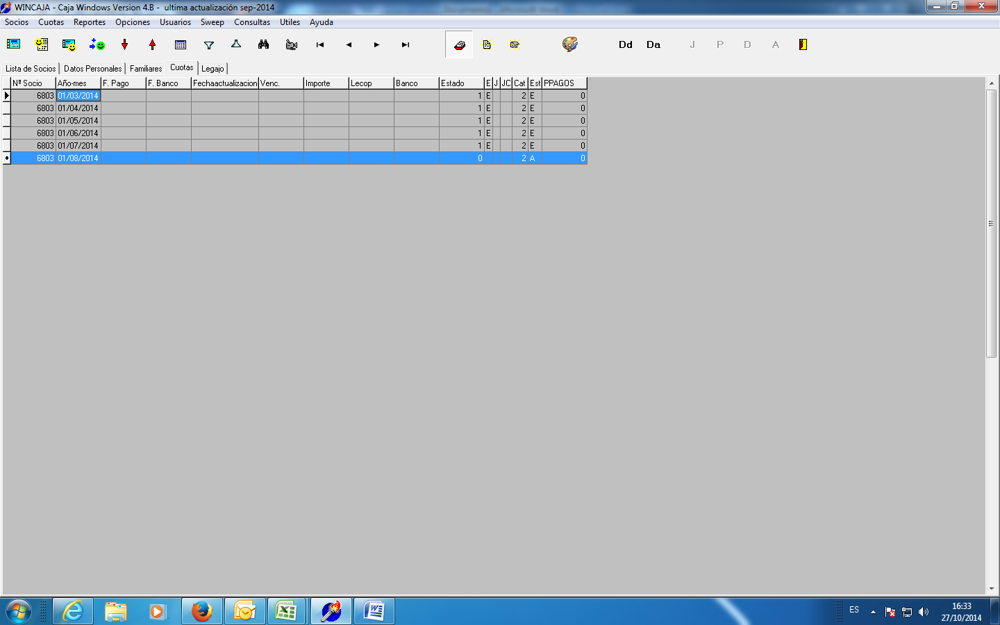 WINCAJA - Caja Windows Version 4.B - ultima actualización sep-2014
Socios Cuotas Reportes Opciones Usuarios Sweep Consultas Utiles Ayuda
Dd Da J P D A
Lista de Socios Datos Personales Familiares Cuotas Legajo
Nº Socio Año-mes F. Pago F. Banco Fechaactualizacion Venc. Importe Lecop Banco Estado E J JC Cat Est PPAGOS
6803 01/03/2014 1 E 2 E 0
6803 01/04/2014 1 E 2 E 0
6803 01/05/2014 1 E 2 E 0
6803 01/06/2014 1 E 2 E 0
6803 01/07/2014 1 E 2 E 0
6803 01/08/2014 0 2 A 0
ES 16:33
27/10/2014